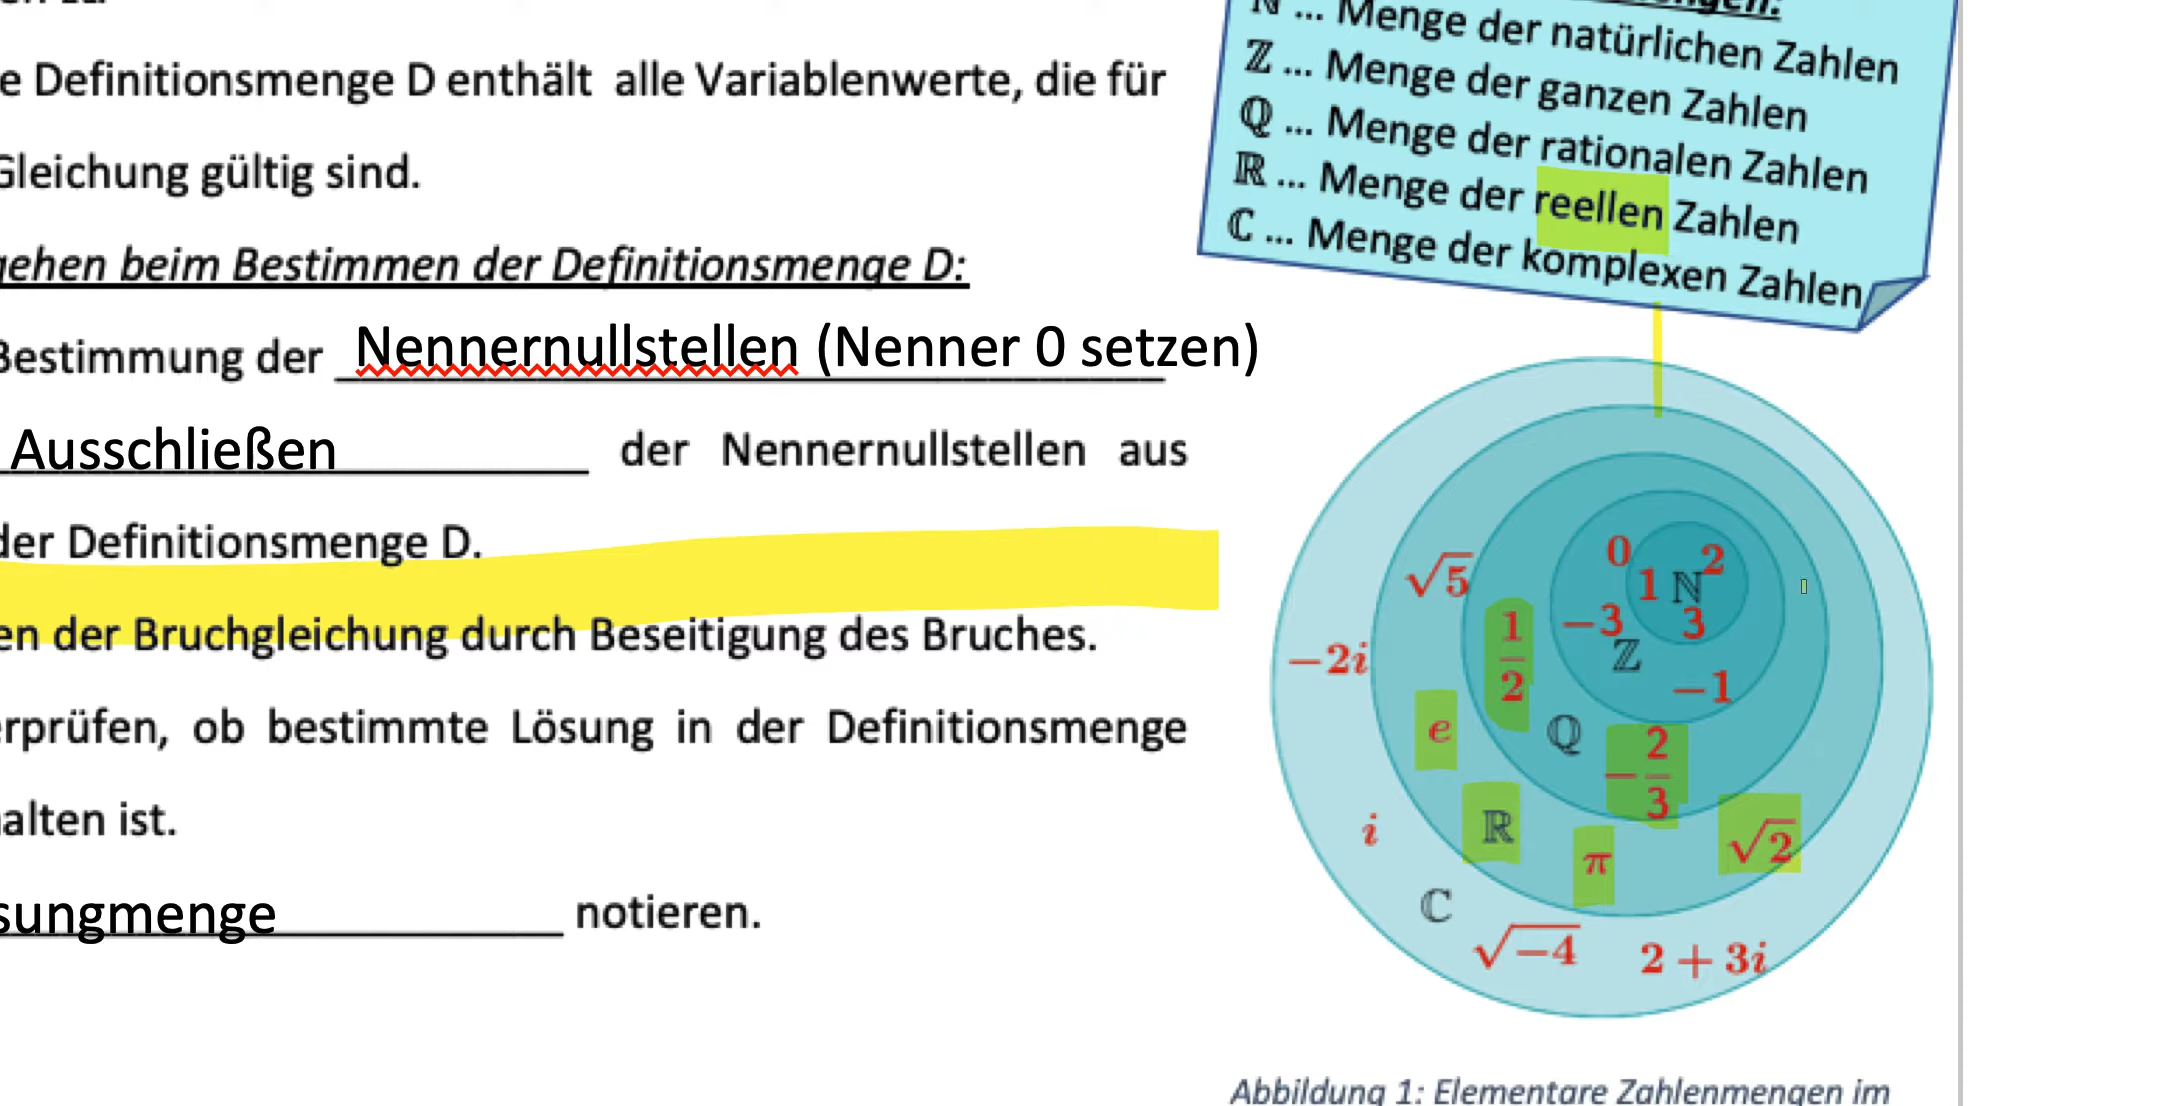 e Definitionsmenge D enthält alle Variablenwerte, die für
Gleichung gültig sind.
gehen beim Bestimmen der Definitionsmenge D:
Bestimmung der Nennernullstellen (Nenner 0 setzen)
Ausschließen der Nennernullstellen aus
der Definitionsmenge D.
en der Bruchgleichung durch Beseitigung des Bruches.
erprüfen, ob bestimmte Lösung in der Definitionsmenge
alten ist.
sungmenge notieren.
ℕ ... Menge der natürlichen Zahlen
ℤ ... Menge der ganzen Zahlen
ℚ ... Menge der rationalen Zahlen
ℝ ... Menge der reellen Zahlen
ℂ ... Menge der komplexen Zahlen
0 2
1 ℕ
√5
1/2 −3 3
−2i ℤ
−1
e ℚ −2/3
i ℝ π √2
ℂ
√−4 2 + 3i
Abbildung 1: Elementare Zahlenmengen im